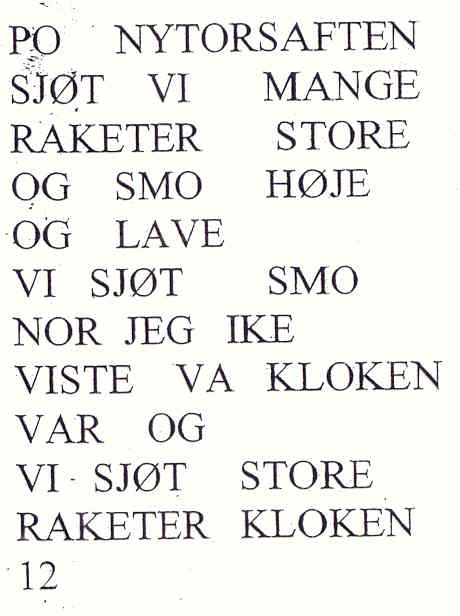 PO NYTORSAFTEN
SJØT VI MANGE
RAKETER STORE
OG SMO HØJE
OG LAVE
VI SJØT SMO
NOR JEG IKE
VISTE VA KLOKEN
VAR OG
VI SJØT STORE
RAKETER KLOKEN
12